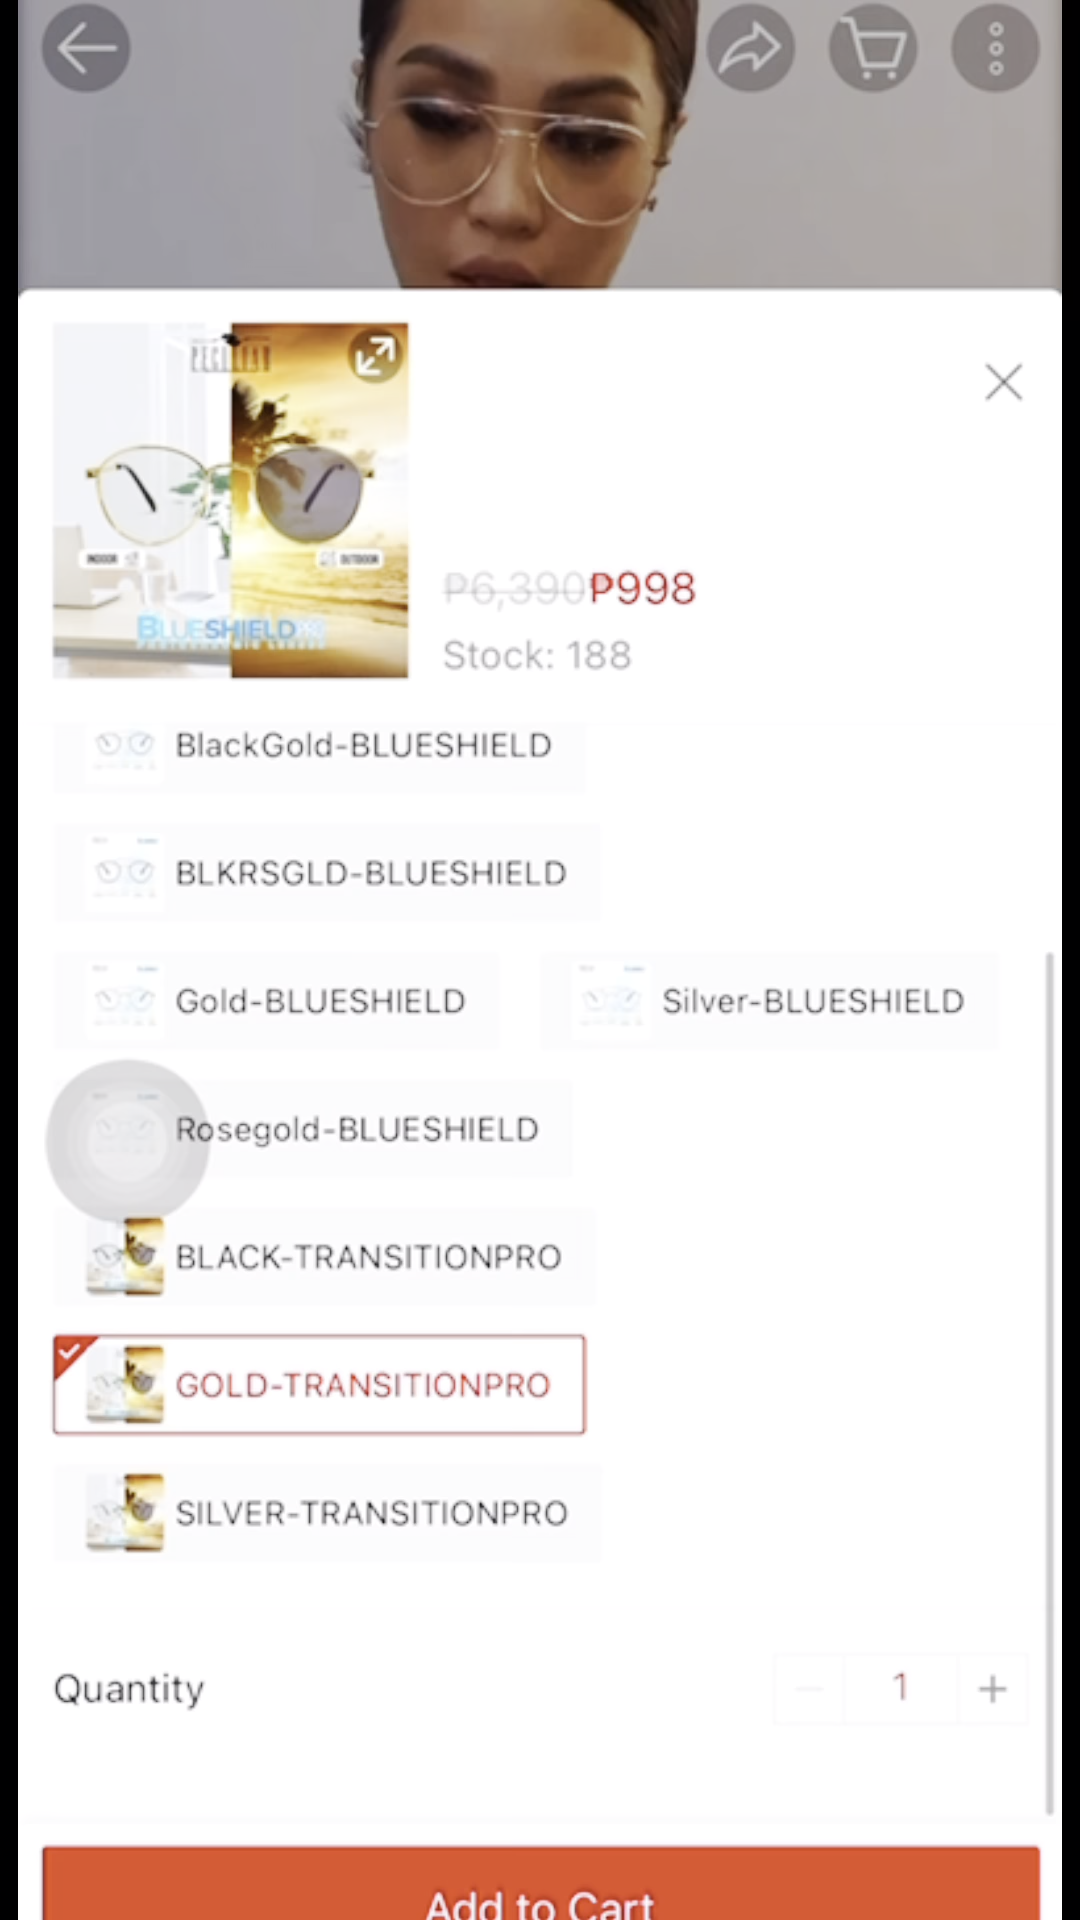 INDOOR
OUTDOOR
BLUESHIELD
₱6,390 ₱998
Stock: 188
BlackGold-BLUESHIELD
BLKRSGLD-BLUESHIELD
Gold-BLUESHIELD
Silver-BLUESHIELD
Rosegold-BLUESHIELD
BLACK-TRANSITIONPRO
GOLD-TRANSITIONPRO
SILVER-TRANSITIONPRO
Quantity
1
Add to Cart